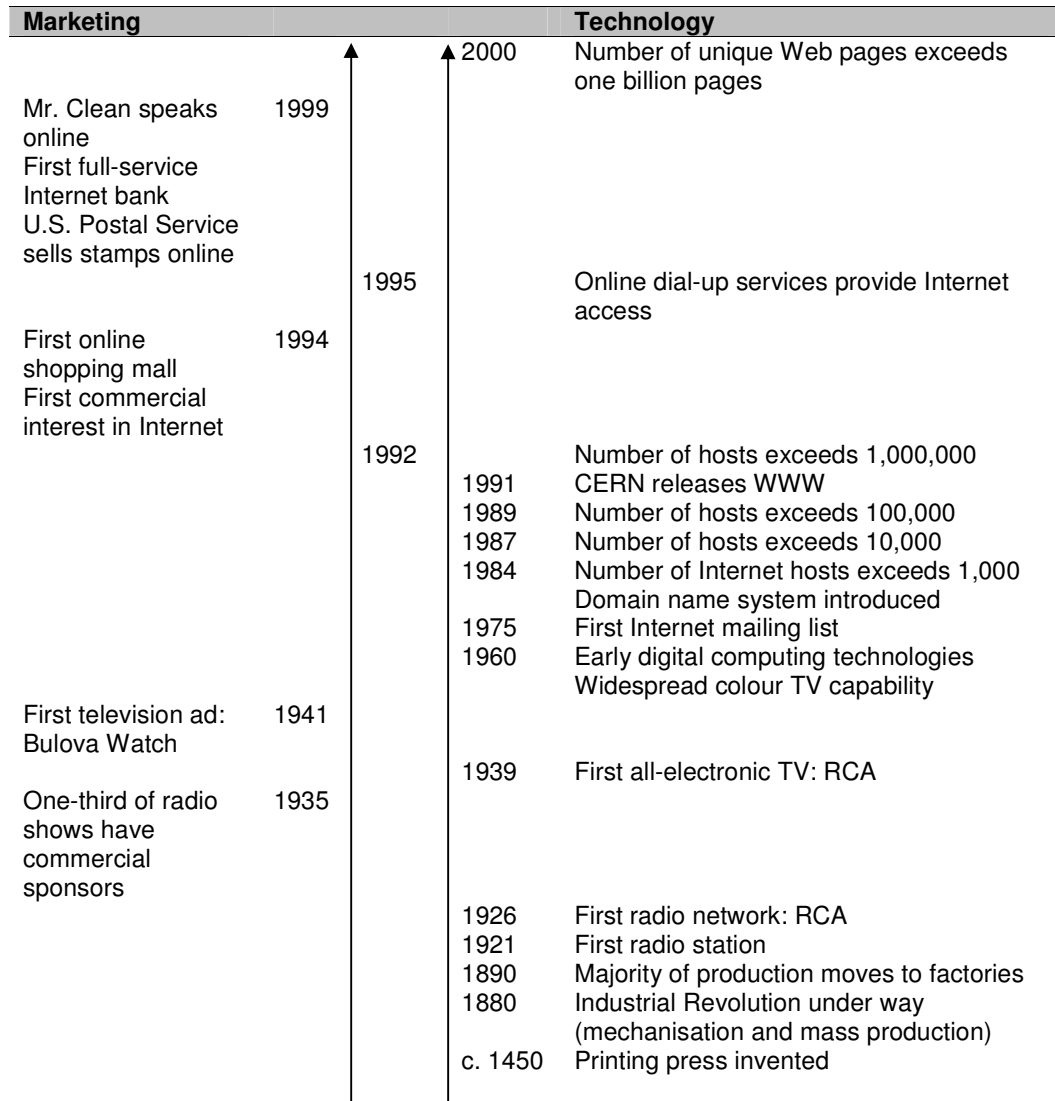 Marketing Technology
2000 Number of unique Web pages exceeds
one billion pages
Mr. Clean speaks 1999
online
First full-service
Internet bank
U.S. Postal Service
sells stamps online
1995 Online dial-up services provide Internet
access
First online 1994
shopping mall
First commercial
interest in Internet
1992 Number of hosts exceeds 1,000,000
1991 CERN releases WWW
1989 Number of hosts exceeds 100,000
1987 Number of hosts exceeds 10,000
1984 Number of Internet hosts exceeds 1,000
Domain name system introduced
1975 First Internet mailing list
1960 Early digital computing technologies
Widespread colour TV capability
First television ad: 1941
Bulova Watch
1939 First all-electronic TV: RCA
One-third of radio 1935
shows have
commercial
sponsors
1926 First radio network: RCA
1921 First radio station
1890 Majority of production moves to factories
1880 Industrial Revolution under way
(mechanisation and mass production)
c. 1450 Printing press invented